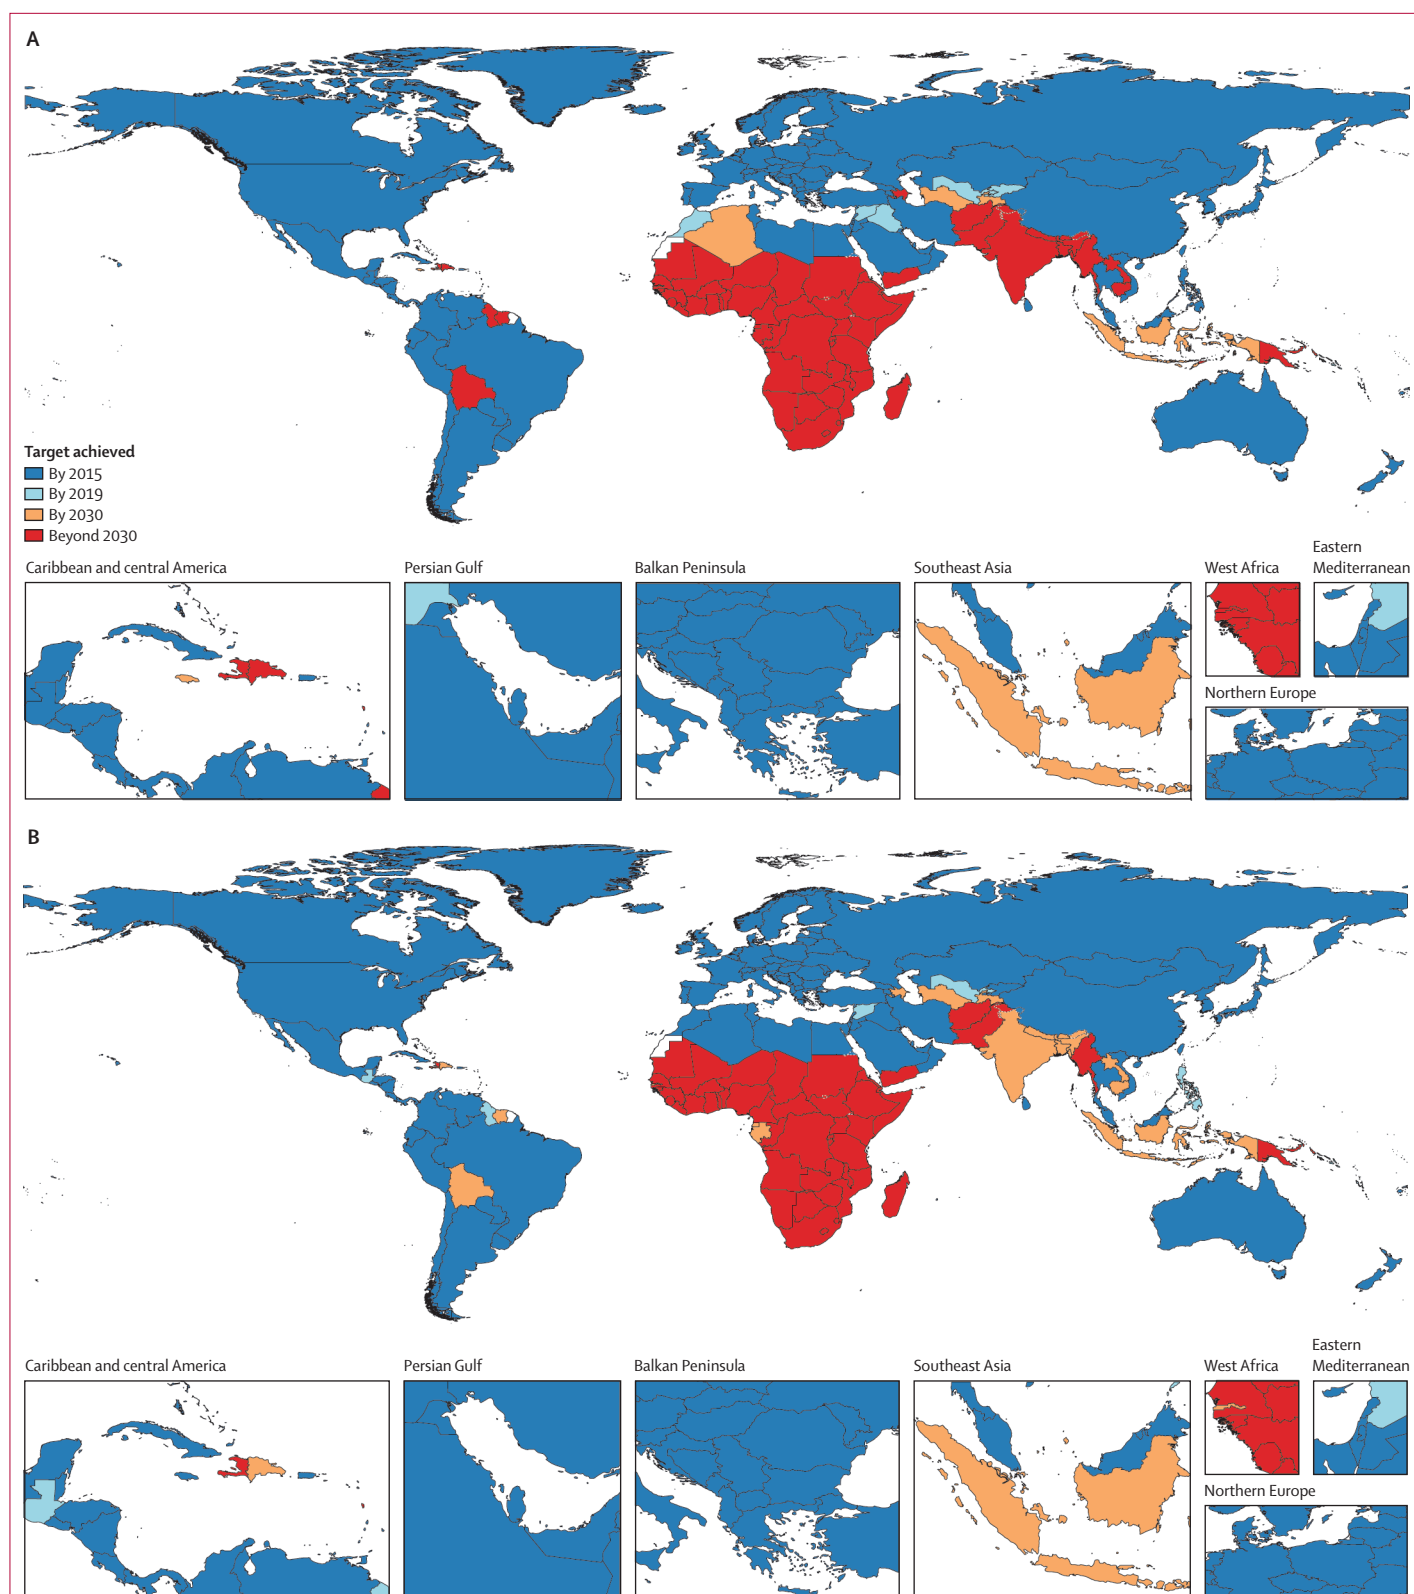 A
Target achieved
By 2015
By 2019
By 2030
Beyond 2030
Caribbean and central America
Persian Gulf
Balkan Peninsula
Southeast Asia
West Africa
Eastern
Mediterranean
Northern Europe
B
Caribbean and central America
Persian Gulf
Balkan Peninsula
Southeast Asia
West Africa
Eastern
Mediterranean
Northern Europe